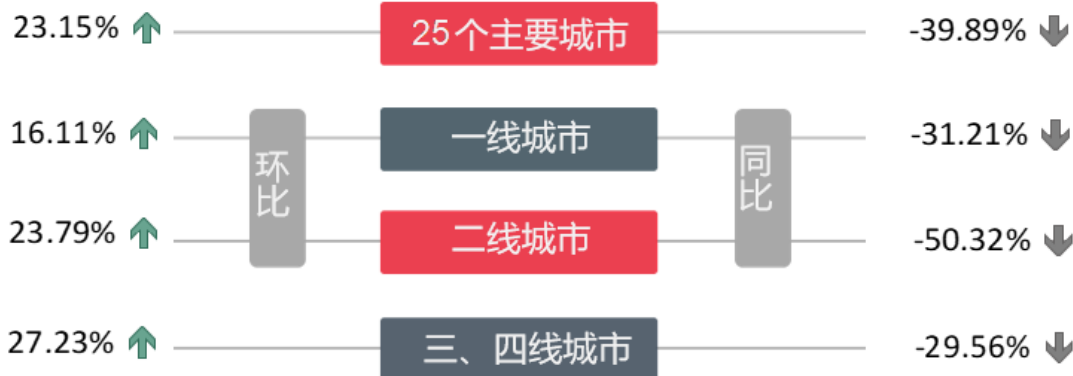 23.15% 25个主要城市 -39.89%
16.11% 一线城市 -31.21%
环比 同比
23.79% 二线城市 -50.32%
27.23% 三、四线城市 -29.56%